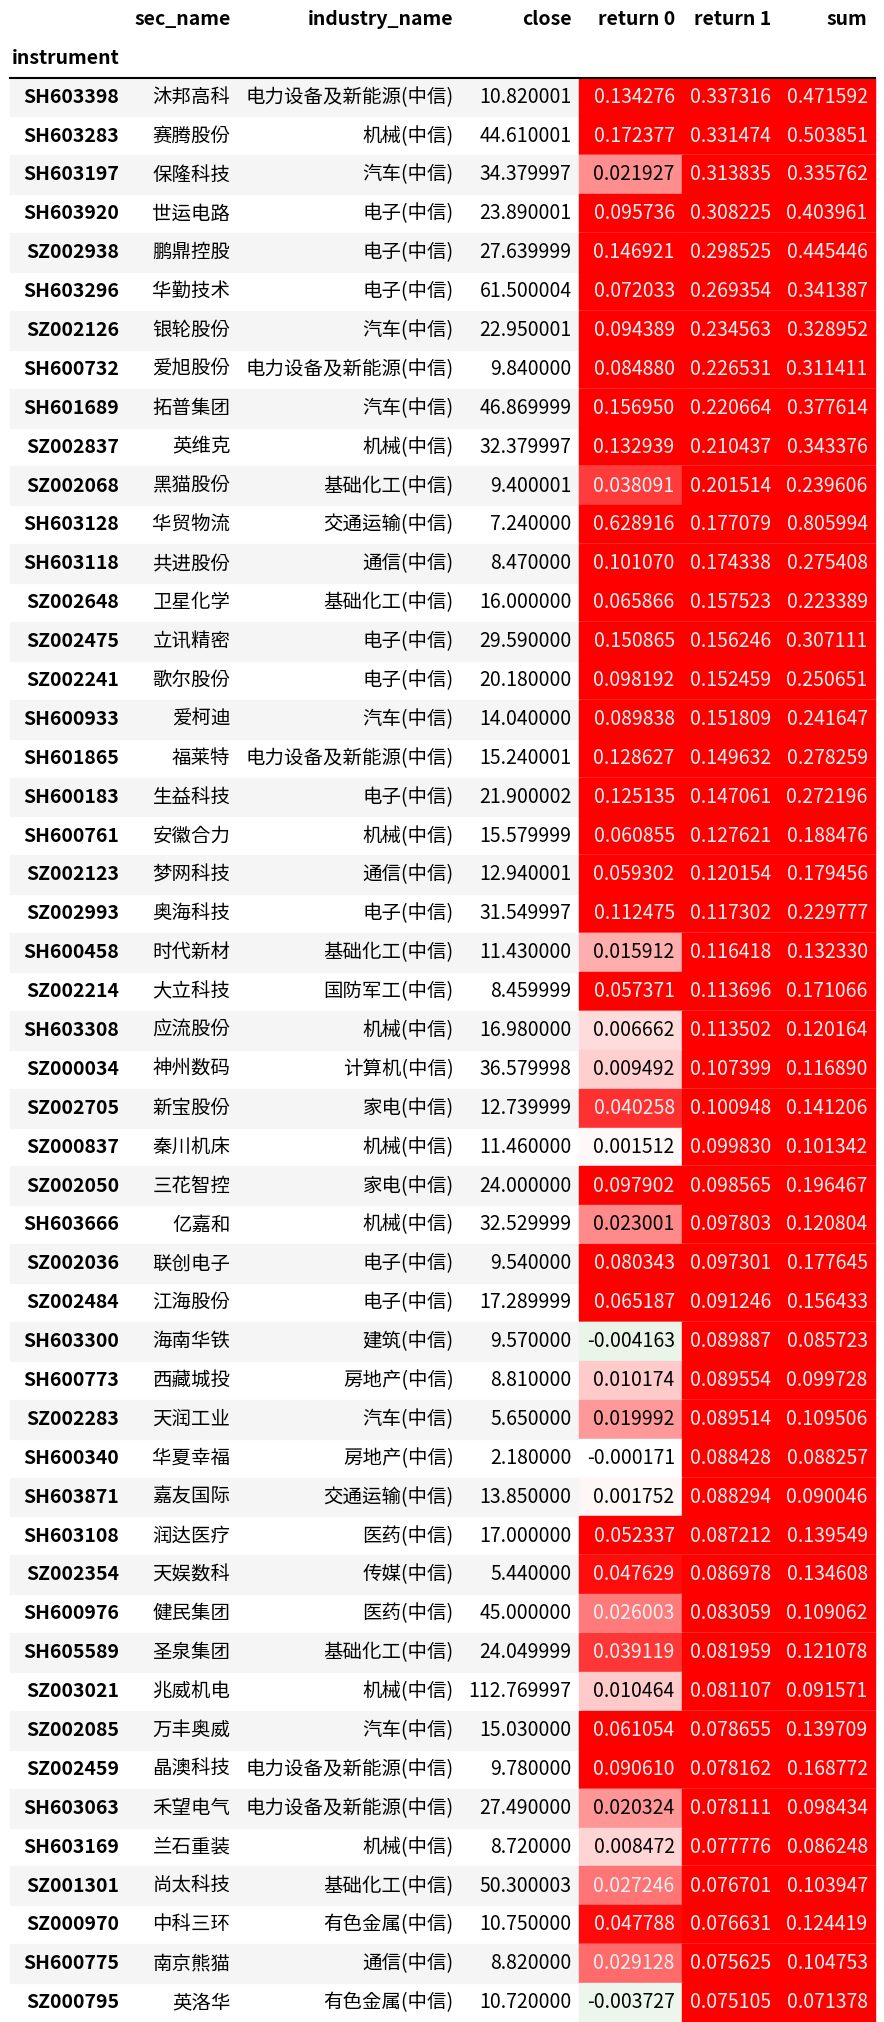 sec_name industry_name close return 0 return 1 sum
instrument
SH603398 沐邦高科 电力设备及新能源(中信) 10.820001 0.134276 0.337316 0.471592
SH603283 赛腾股份 机械(中信) 44.610001 0.172377 0.331474 0.503851
SH603197 保隆科技 汽车(中信) 34.379997 0.021927 0.313835 0.335762
SH603920 世运电路 电子(中信) 23.890001 0.095736 0.308225 0.403961
SZ002938 鹏鼎控股 电子(中信) 27.639999 0.146921 0.298525 0.445446
SH603296 华勤技术 电子(中信) 61.500004 0.072033 0.269354 0.341387
SZ002126 银轮股份 汽车(中信) 22.950001 0.094389 0.234563 0.328952
SH600732 爱旭股份 电力设备及新能源(中信) 9.840000 0.084880 0.226531 0.311411
SH601689 拓普集团 汽车(中信) 46.869999 0.156950 0.220664 0.377614
SZ002837 英维克 机械(中信) 32.379997 0.132939 0.210437 0.343376
SZ002068 黑猫股份 基础化工(中信) 9.400001 0.038091 0.201514 0.239606
SH603128 华贸物流 交通运输(中信) 7.240000 0.628916 0.177079 0.805994
SH603118 共进股份 通信(中信) 8.470000 0.101070 0.174338 0.275408
SZ002648 卫星化学 基础化工(中信) 16.000000 0.065866 0.157523 0.223389
SZ002475 立讯精密 电子(中信) 29.590000 0.150865 0.156246 0.307111
SZ002241 歌尔股份 电子(中信) 20.180000 0.098192 0.152459 0.250651
SH600933 爱柯迪 汽车(中信) 14.040000 0.089838 0.151809 0.241647
SH601865 福莱特 电力设备及新能源(中信) 15.240001 0.128627 0.149632 0.278259
SH600183 生益科技 电子(中信) 21.900002 0.125135 0.147061 0.272196
SH600761 安徽合力 机械(中信) 15.579999 0.060855 0.127621 0.188476
SZ002123 梦网科技 通信(中信) 12.940001 0.059302 0.120154 0.179456
SZ002993 奥海科技 电子(中信) 31.549997 0.112475 0.117302 0.229777
SH600458 时代新材 基础化工(中信) 11.430000 0.015912 0.116418 0.132330
SZ002214 大立科技 国防军工(中信) 8.459999 0.057371 0.113696 0.171066
SH603308 应流股份 机械(中信) 16.980000 0.006662 0.113502 0.120164
SZ000034 神州数码 计算机(中信) 36.579998 0.009492 0.107399 0.116890
SZ002705 新宝股份 家电(中信) 12.739999 0.040258 0.100948 0.141206
SZ000837 秦川机床 机械(中信) 11.460000 0.001512 0.099830 0.101342
SZ002050 三花智控 家电(中信) 24.000000 0.097902 0.098565 0.196467
SH603666 亿嘉和 机械(中信) 32.529999 0.023001 0.097803 0.120804
SZ002036 联创电子 电子(中信) 9.540000 0.080343 0.097301 0.177645
SZ002484 江海股份 电子(中信) 17.289999 0.065187 0.091246 0.156433
SH603300 海南华铁 建筑(中信) 9.570000 -0.004163 0.089887 0.085723
SH600773 西藏城投 房地产(中信) 8.810000 0.010174 0.089554 0.099728
SZ002283 天润工业 汽车(中信) 5.650000 0.019992 0.089514 0.109506
SH600340 华夏幸福 房地产(中信) 2.180000 -0.000171 0.088428 0.088257
SH603871 嘉友国际 交通运输(中信) 13.850000 0.001752 0.088294 0.090046
SH603108 润达医疗 医药(中信) 17.000000 0.052337 0.087212 0.139549
SZ002354 天娱数科 传媒(中信) 5.440000 0.047629 0.086978 0.134608
SH600976 健民集团 医药(中信) 45.000000 0.026003 0.083059 0.109062
SH605589 圣泉集团 基础化工(中信) 24.049999 0.039119 0.081959 0.121078
SZ003021 兆威机电 机械(中信) 112.769997 0.010464 0.081107 0.091571
SZ002085 万丰奥威 汽车(中信) 15.030000 0.061054 0.078655 0.139709
SZ002459 晶澳科技 电力设备及新能源(中信) 9.780000 0.090610 0.078162 0.168772
SH603063 禾望电气 电力设备及新能源(中信) 27.490000 0.020324 0.078111 0.098434
SH603169 兰石重装 机械(中信) 8.720000 0.008472 0.077776 0.086248
SZ001301 尚太科技 基础化工(中信) 50.300003 0.027246 0.076701 0.103947
SZ000970 中科三环 有色金属(中信) 10.750000 0.047788 0.076631 0.124419
SH600775 南京熊猫 通信(中信) 8.820000 0.029128 0.075625 0.104753
SZ000795 英洛华 有色金属(中信) 10.720000 -0.003727 0.075105 0.071378